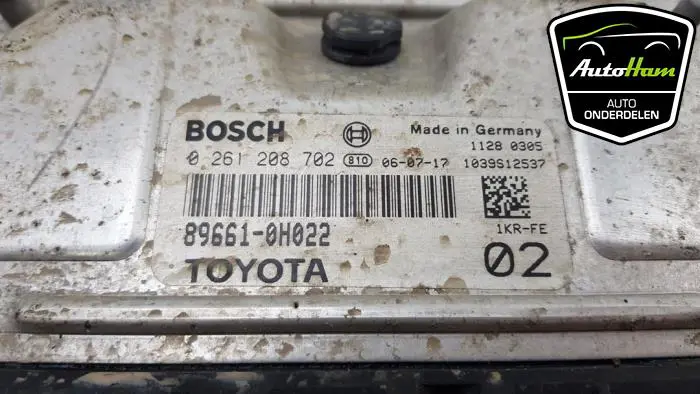 AutoHam
AUTO
ONDERDELEN
BOSCH
Made in Germany
1128 0305
0 261 208 702 810 06-07-17 1039S12537
89661-0H022
1KR-FE
TOYOTA
02